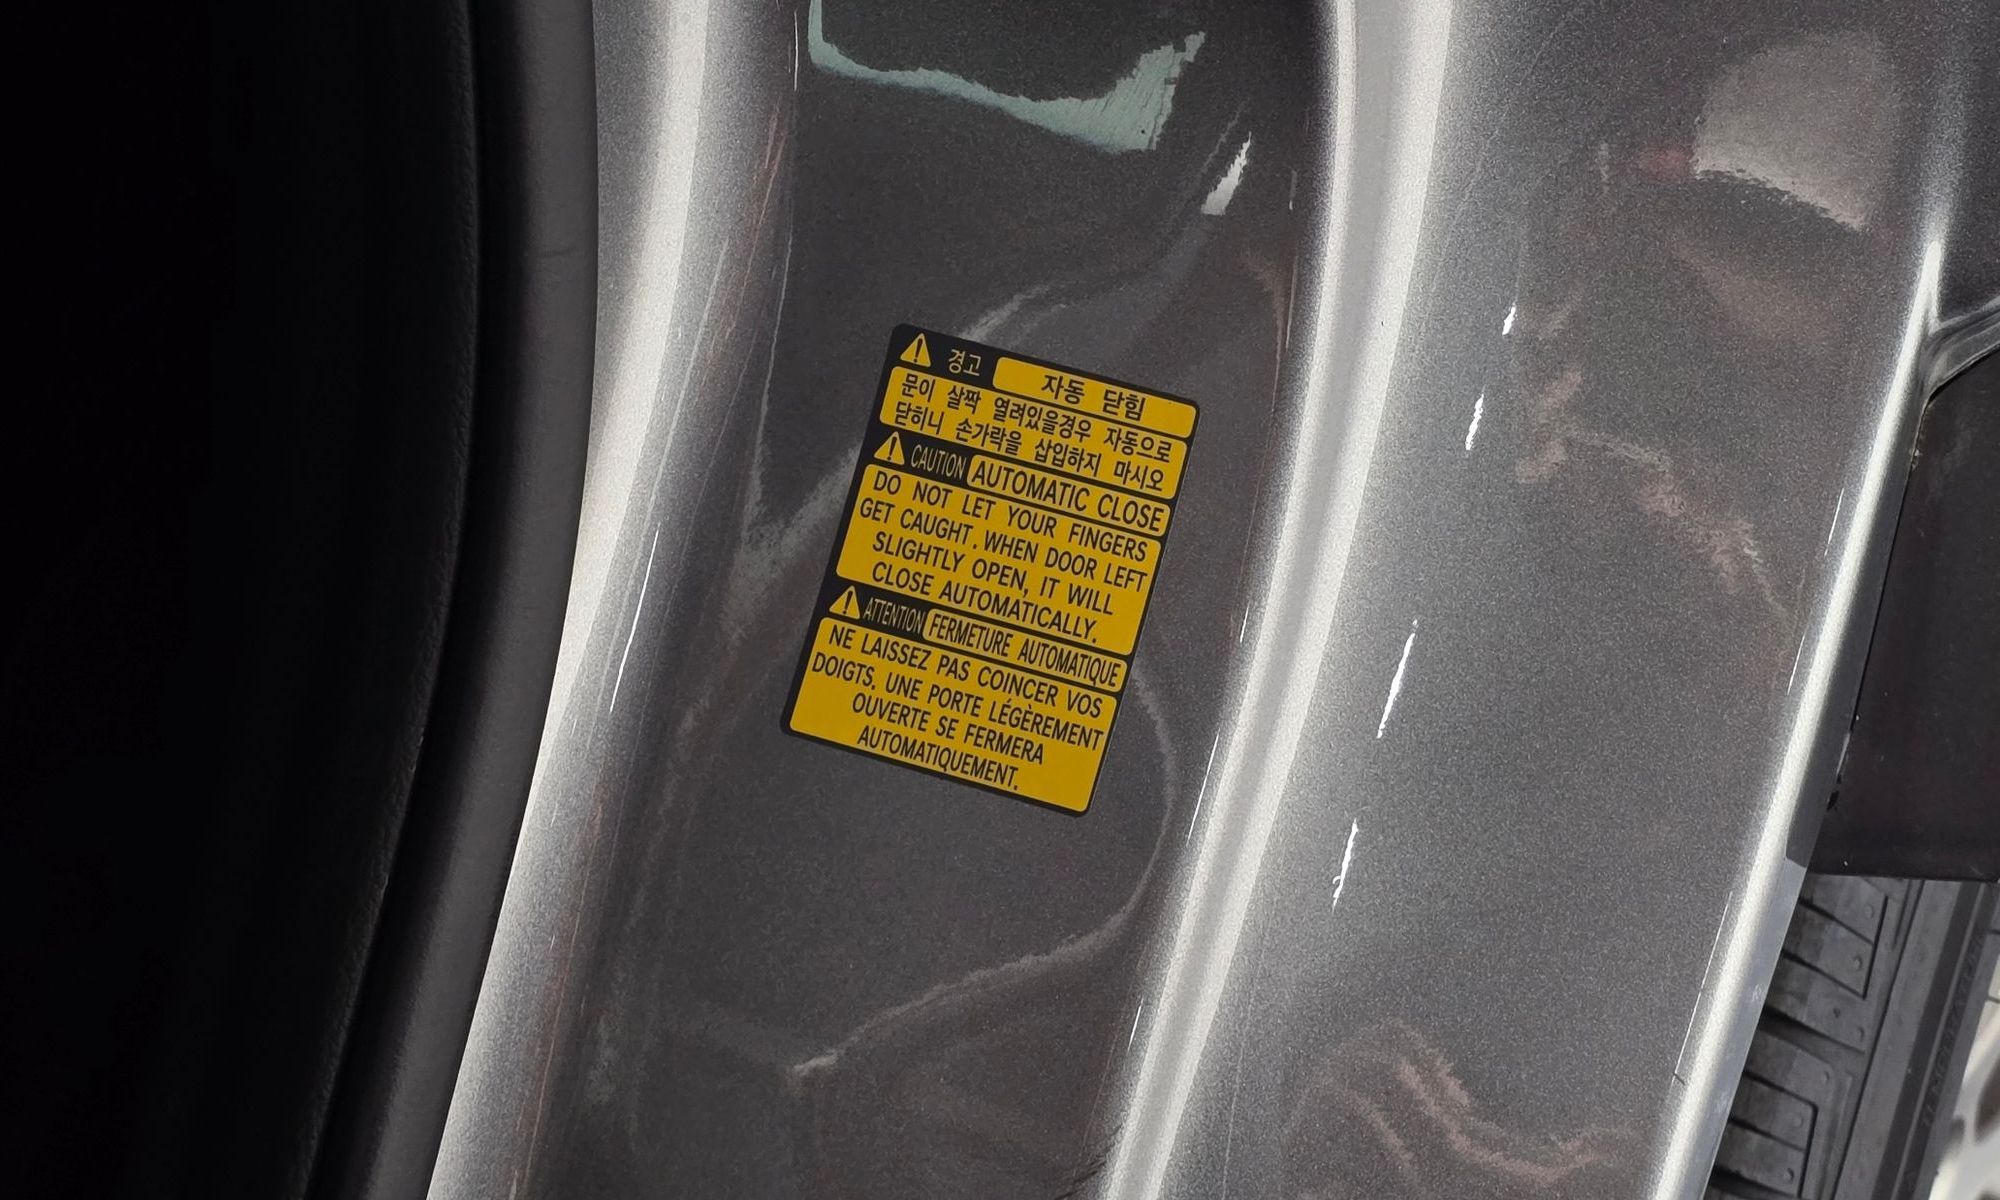 경고 자동 닫힘
문이 살짝 열려있을경우 자동으로
닫히니 손가락을 삽입하지 마시오
CAUTION AUTOMATIC CLOSE
DO NOT LET YOUR FINGERS
GET CAUGHT. WHEN DOOR LEFT
SLIGHTLY OPEN, IT WILL
CLOSE AUTOMATICALLY.
ATTENTION FERMETURE AUTOMATIQUE
NE LAISSEZ PAS COINCER VOS
DOIGTS. UNE PORTE LÉGÈREMENT
OUVERTE SE FERMERA
AUTOMATIQUEMENT.